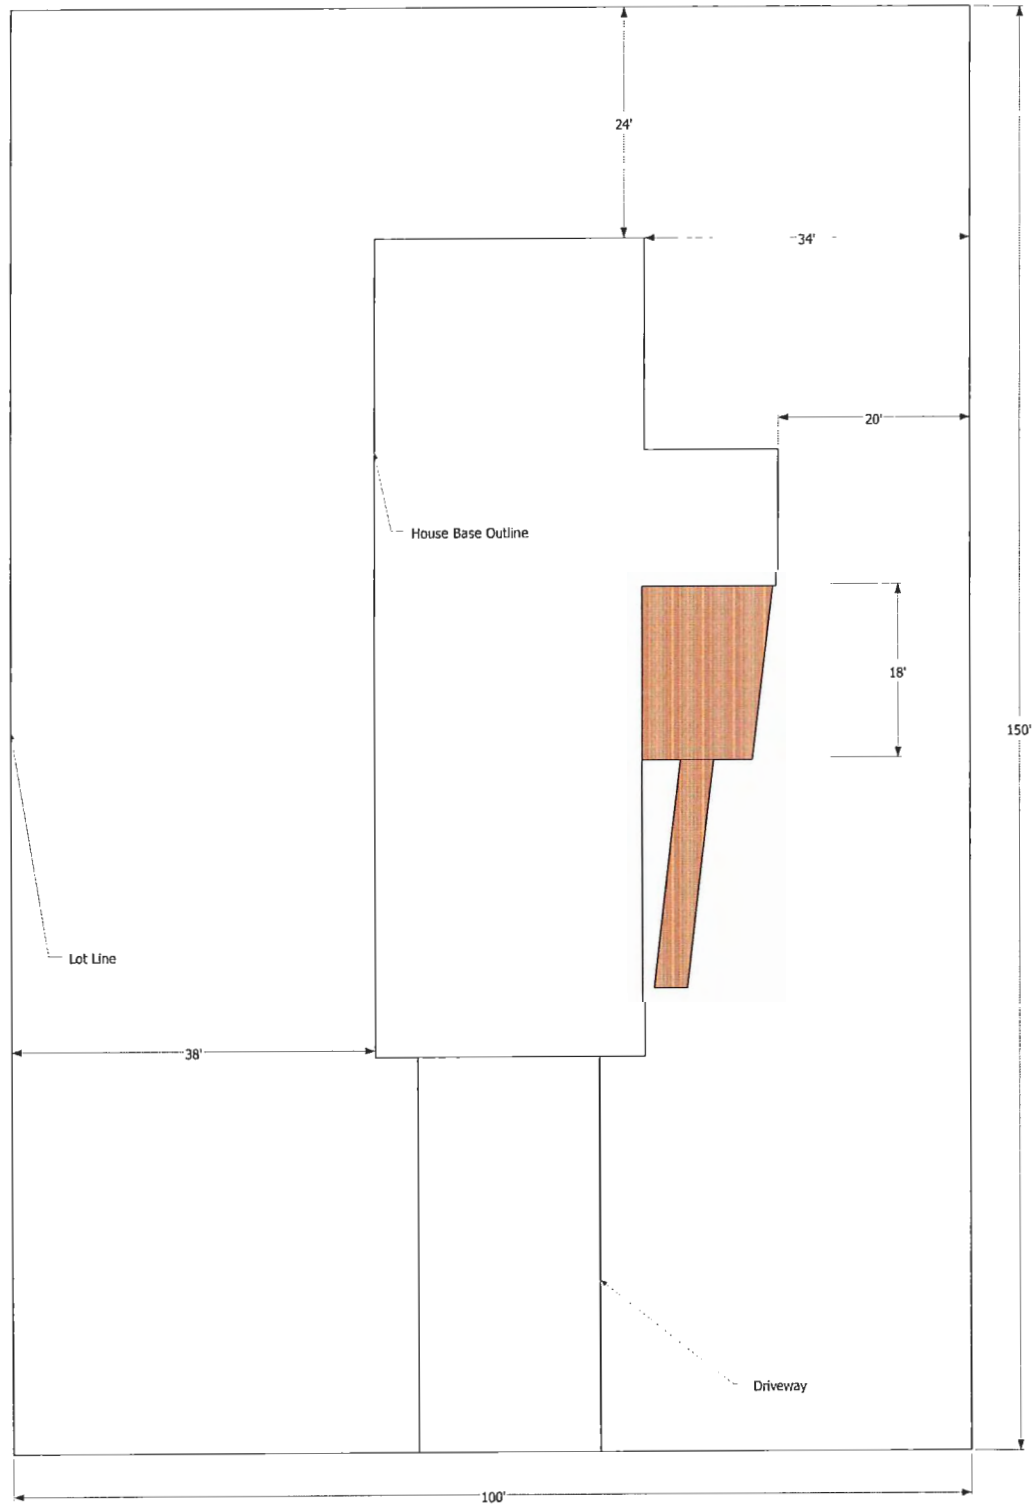 24'
34'
20'
House Base Outline
18'
150'
Lot Line
38'
Driveway
100'